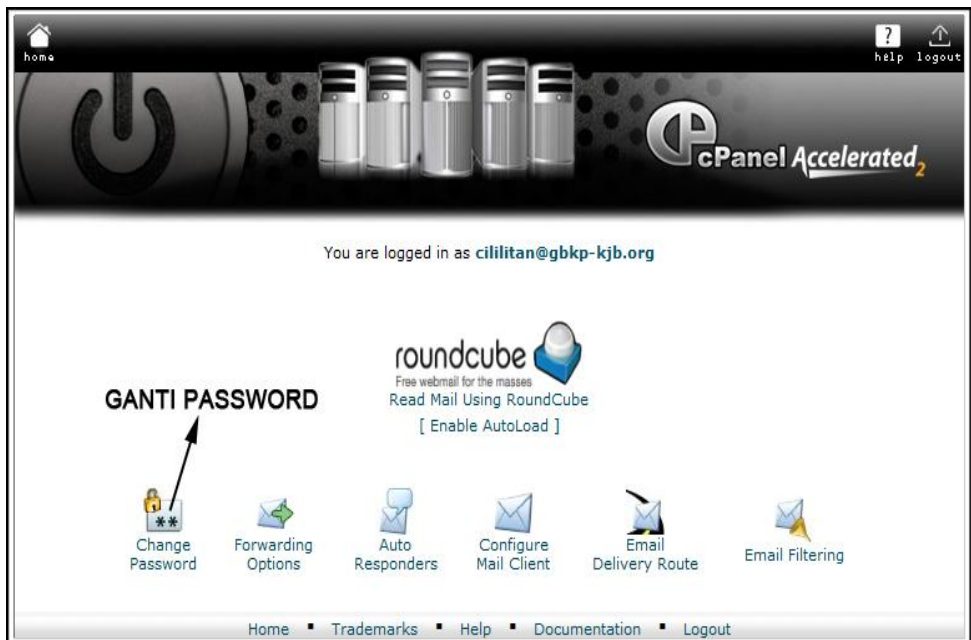 home
? help logout
cP cPanel Accelerated2
You are logged in as cililitan@gbkp-kjb.org
roundcube
Free webmail for the masses
Read Mail Using RoundCube
[ Enable AutoLoad ]
GANTI PASSWORD
**
Change Password
Forwarding Options
Auto Responders
Configure Mail Client
Email Delivery Route
Email Filtering
Home ▪ Trademarks ▪ Help ▪ Documentation ▪ Logout